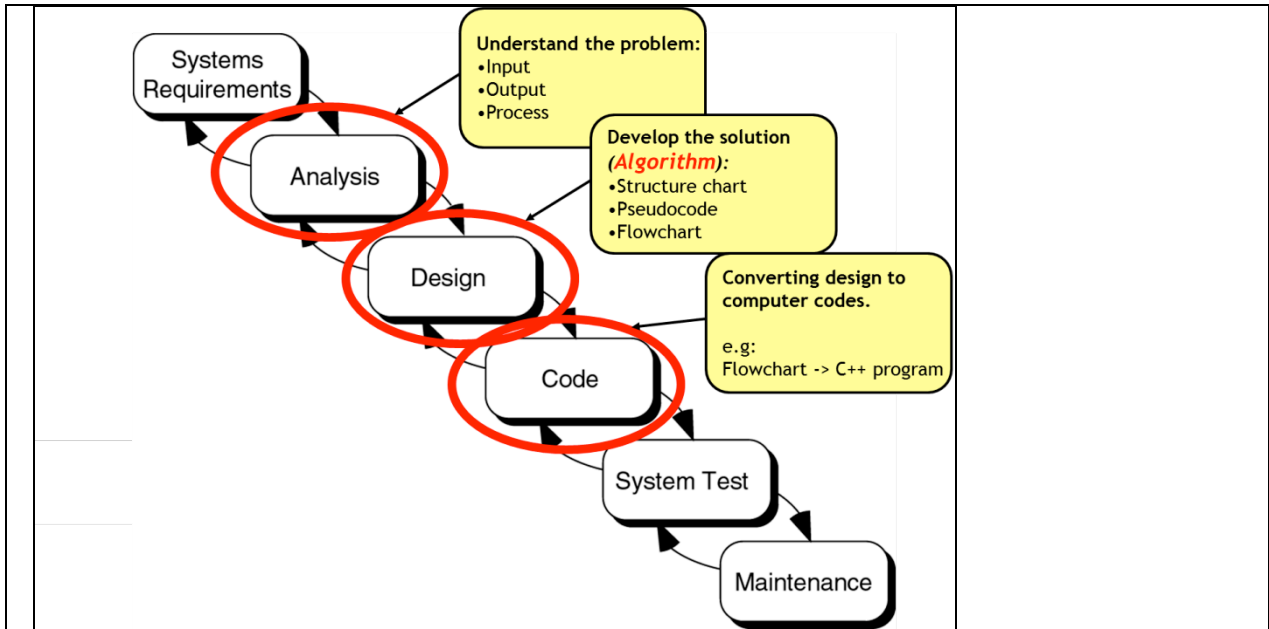 Systems
Requirements
Understand the problem:
•Input
•Output
•Process
Analysis
Develop the solution
(Algorithm):
•Structure chart
•Pseudocode
•Flowchart
Design
Converting design to
computer codes.
e.g:
Flowchart -> C++ program
Code
System Test
Maintenance